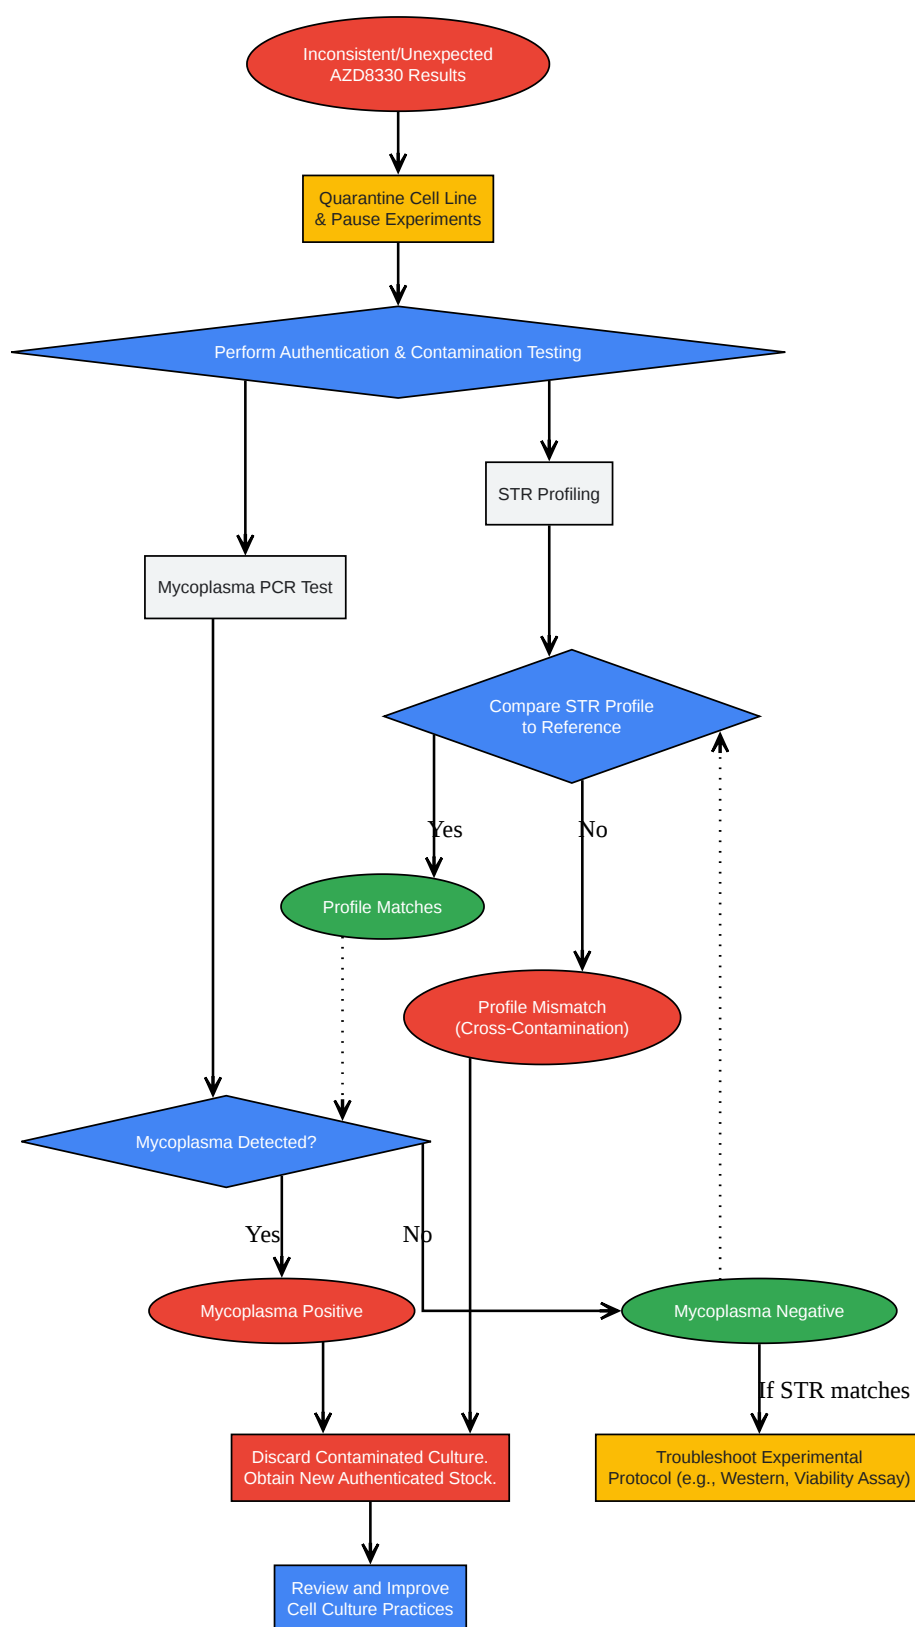 Inconsistent/Unexpected
AZD8330 Results
Quarantine Cell Line
& Pause Experiments
Perform Authentication & Contamination Testing
STR Profiling
Mycoplasma PCR Test
Compare STR Profile
to Reference
Yes
No
Profile Matches
Profile Mismatch
(Cross-Contamination)
Mycoplasma Detected?
Yes
No
Mycoplasma Positive
Mycoplasma Negative
If STR matches
Discard Contaminated Culture.
Obtain New Authenticated Stock.
Troubleshoot Experimental
Protocol (e.g., Western, Viability Assay)
Review and Improve
Cell Culture Practices